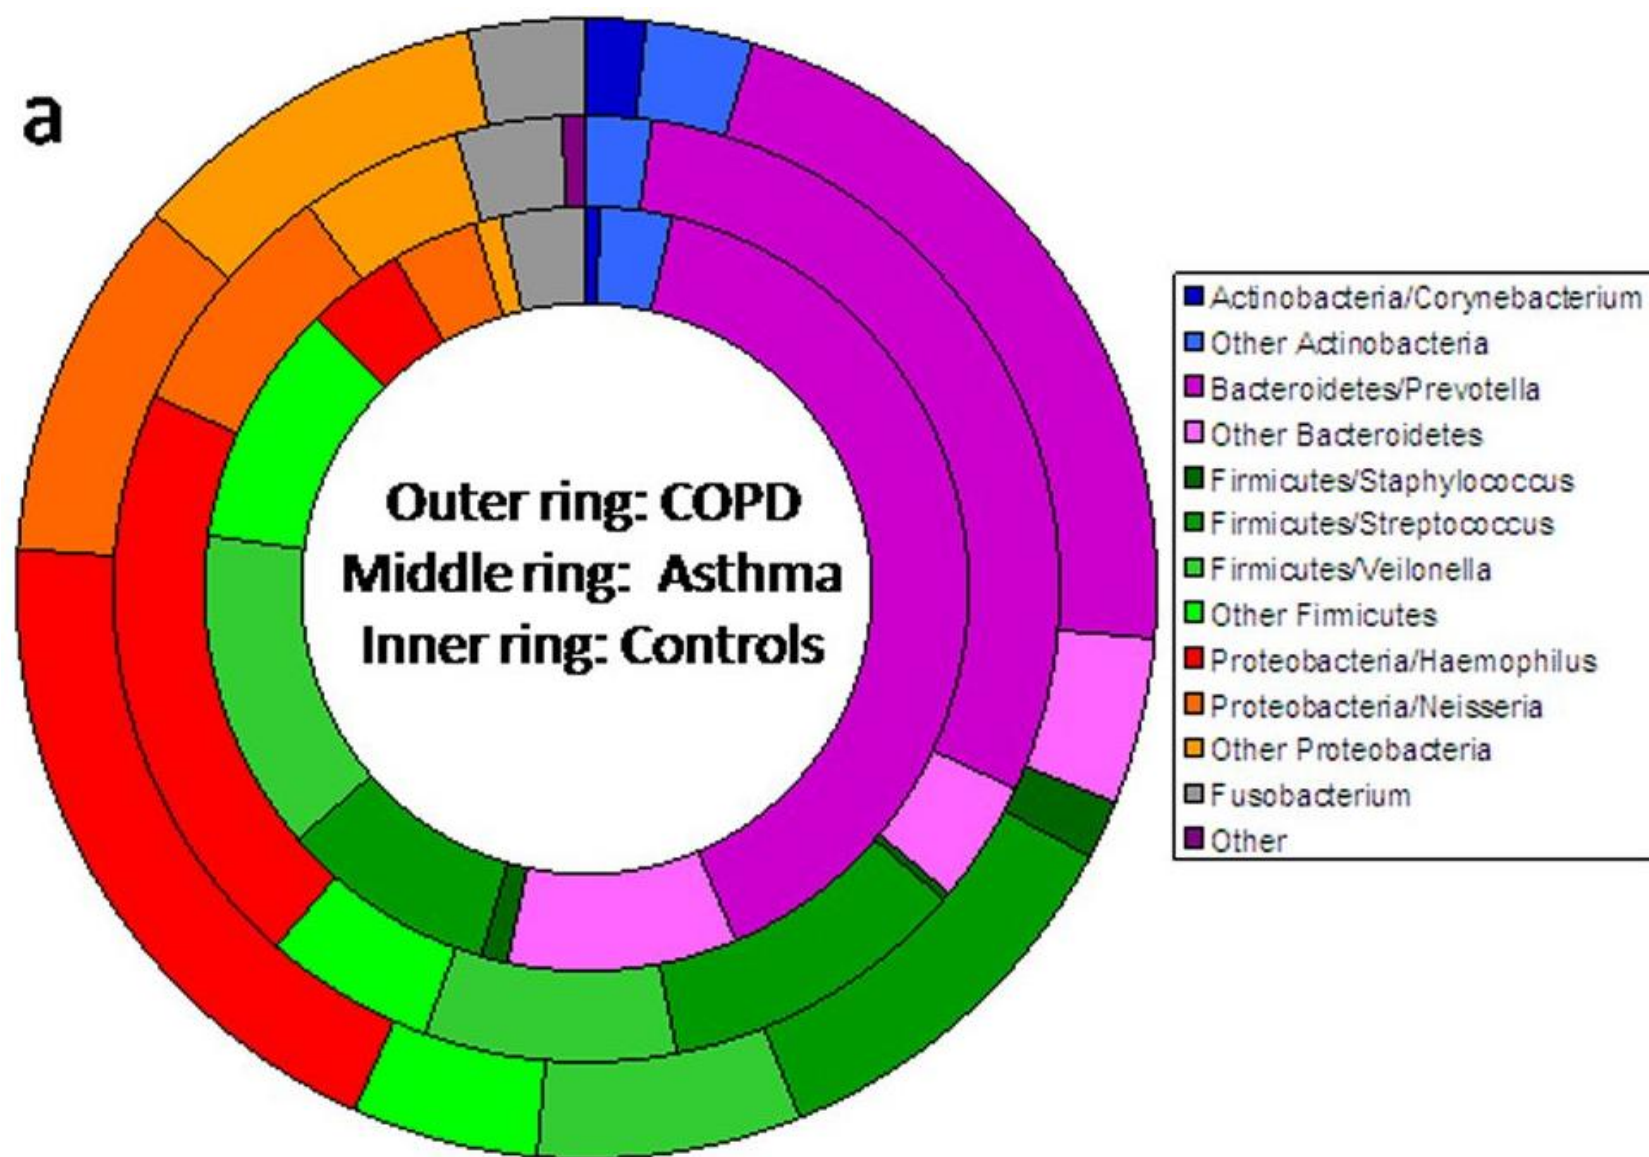 a
Outer ring: COPD
Middle ring: Asthma
Inner ring: Controls
Actinobacteria/Corynebacterium
Other Actinobacteria
Bacteroidetes/Prevotella
Other Bacteroidetes
Firmicutes/Staphylococcus
Firmicutes/Streptococcus
Firmicutes/Veilonella
Other Firmicutes
Proteobacteria/Haemophilus
Proteobacteria/Neisseria
Other Proteobacteria
Fusobacterium
Other